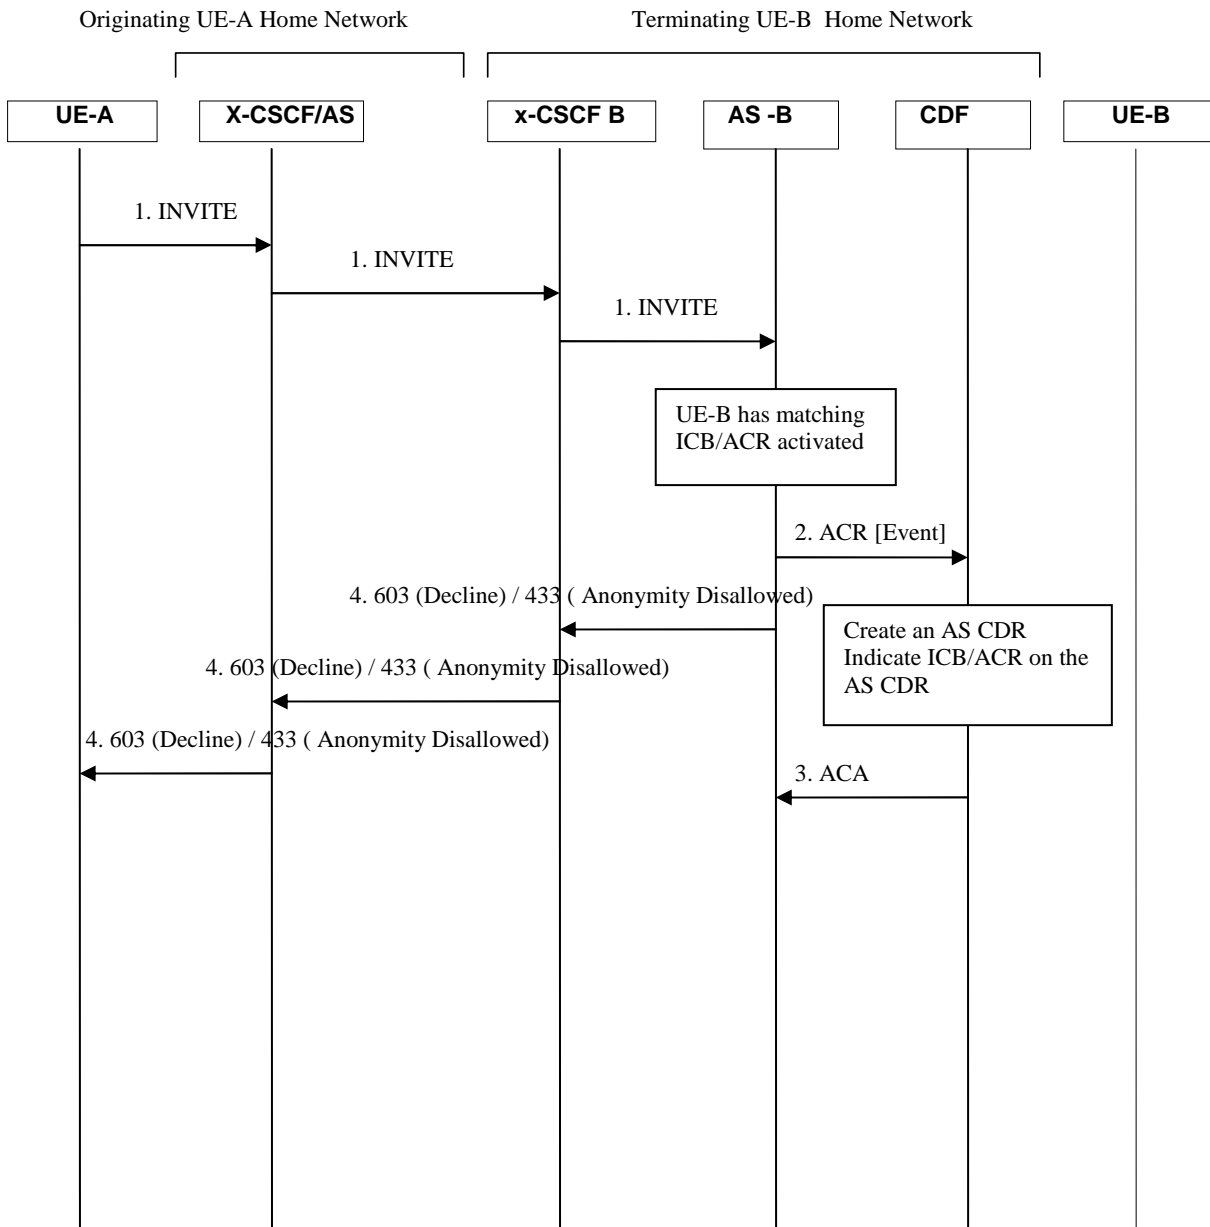 Originating UE-A Home Network
Terminating UE-B  Home Network
UE-A
X-CSCF/AS
x-CSCF B
AS -B
CDF
UE-B
1. INVITE
1. INVITE
1. INVITE
UE-B has matching
ICB/ACR activated
2. ACR [Event]
4. 603 (Decline) / 433 ( Anonymity Disallowed)
Create an AS CDR
Indicate ICB/ACR on the
AS CDR
4. 603 (Decline) / 433 ( Anonymity Disallowed)
4. 603 (Decline) / 433 ( Anonymity Disallowed)
3. ACA